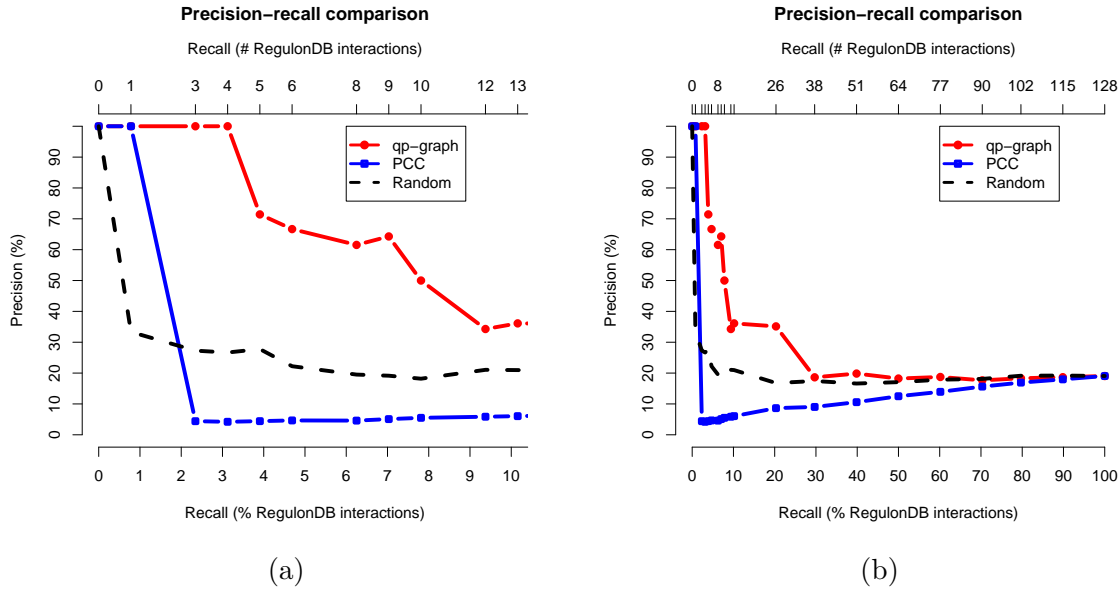 Precision−recall comparison
Recall (# RegulonDB interactions)
0 1 3 4 5 6 8 9 10 12 13
Precision (%)
0 10 20 30 40 50 60 70 80 90
qp−graph
PCC
Random
0 1 2 3 4 5 6 7 8 9 10
Recall (% RegulonDB interactions)
(a)
Precision−recall comparison
Recall (# RegulonDB interactions)
0 8 26 38 51 64 77 90 102 115 128
Precision (%)
0 10 20 30 40 50 60 70 80 90
qp−graph
PCC
Random
0 10 20 30 40 50 60 70 80 90 100
Recall (% RegulonDB interactions)
(b)